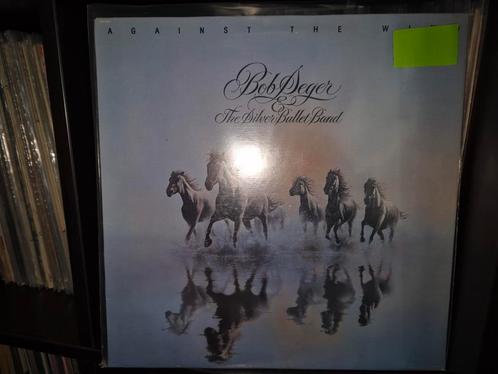 AGAINST THE
Bob Seger
&
The Silver Bullet Band